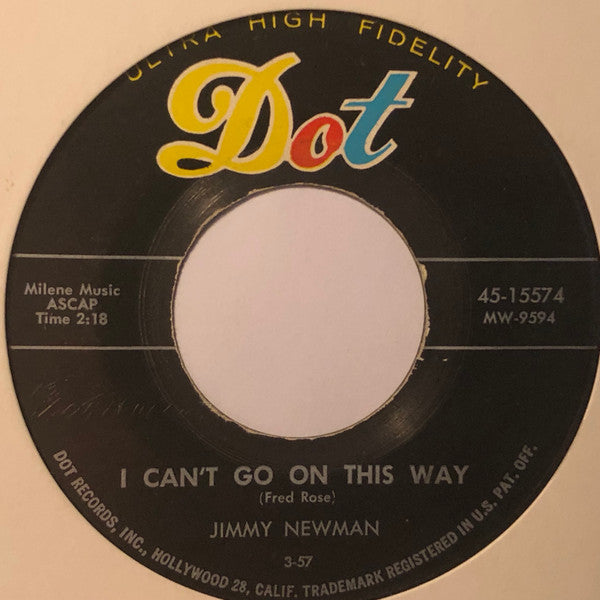 ULTRA HIGH FIDELITY
Dot
Milene Music
ASCAP
Time 2:18
45-15574
MW-9594
I CAN'T GO ON THIS WAY
(Fred Rose)
JIMMY NEWMAN
3-57
DOT RECORDS, INC., HOLLYWOOD 28, CALIF. TRADEMARK REGISTERED IN U.S. PAT. OFF.